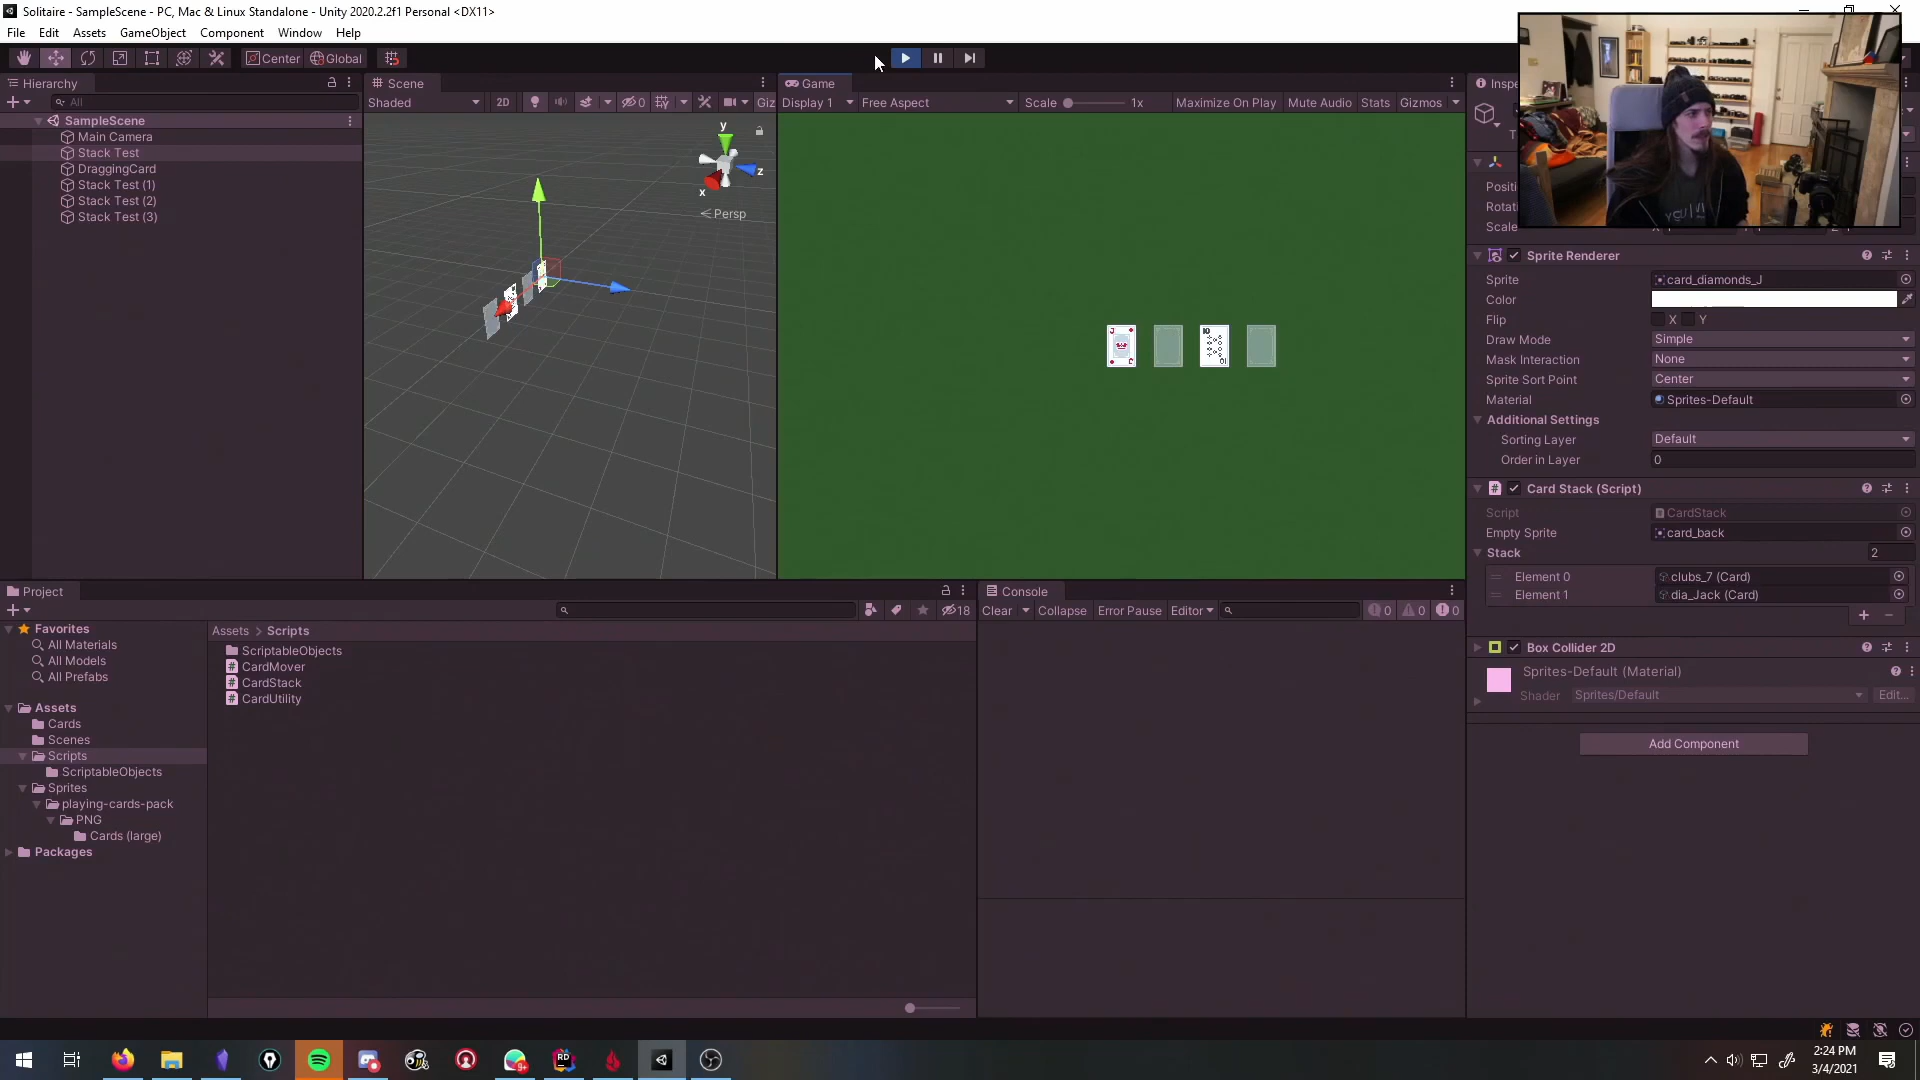 Solitaire - SampleScene - PC, Mac & Linux Standalone - Unity 2020.2.2f1 Personal <DX11>
File Edit Assets GameObject Component Window Help
Center Global
Hierarchy
All
SampleScene
Main Camera
Stack Test
DraggingCard
Stack Test (1)
Stack Test (2)
Stack Test (3)
Scene
Shaded 2D 0 Giz
y
z
x
Persp
Game
Display 1 Free Aspect Scale 1x Maximize On Play Mute Audio Stats Gizmos
Inspe
T
Positi
Rotat
Scale
Sprite Renderer
Sprite card_diamonds_J
Color
Flip X Y
Draw Mode Simple
Mask Interaction None
Sprite Sort Point Center
Material Sprites-Default
Additional Settings
Sorting Layer Default
Order in Layer 0
Card Stack (Script)
Script CardStack
Empty Sprite card_back
Stack 2
Element 0 clubs_7 (Card)
Element 1 dia_Jack (Card)
Box Collider 2D
Sprites-Default (Material)
Shader Sprites/Default Edit...
Add Component
Project
18
Favorites
All Materials
All Models
All Prefabs
Assets
Cards
Scenes
Scripts
ScriptableObjects
Sprites
playing-cards-pack
PNG
Cards (large)
Packages
Assets > Scripts
ScriptableObjects
CardMover
CardStack
CardUtility
Console
Clear Collapse Error Pause Editor 0 0 0
RD
9+
2:24 PM
3/4/2021